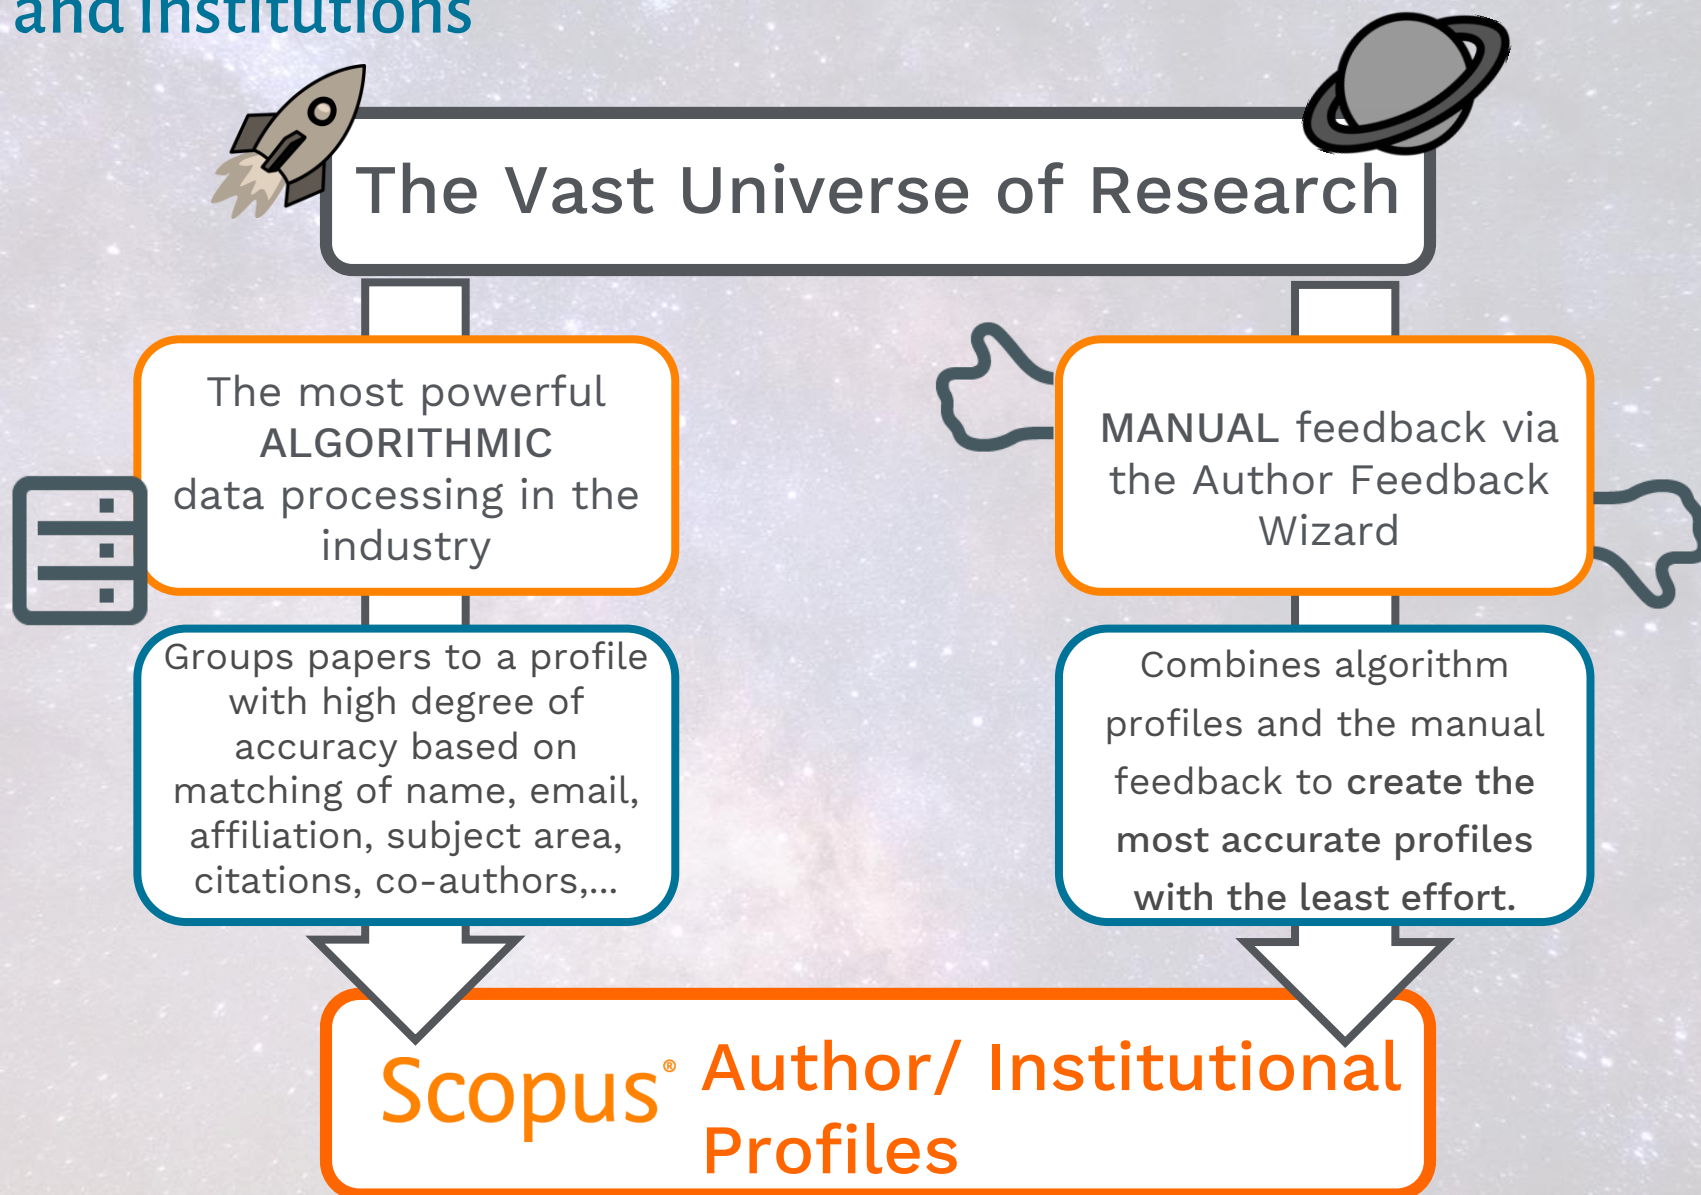 and institutions
The Vast Universe of Research
The most powerful
ALGORITHMIC
data processing in the
industry
MANUAL feedback via
the Author Feedback
Wizard
Groups papers to a profile
with high degree of
accuracy based on
matching of name, email,
affiliation, subject area,
citations, co-authors,...
Combines algorithm
profiles and the manual
feedback to create the
most accurate profiles
with the least effort.
Scopus® Author/ Institutional
Profiles